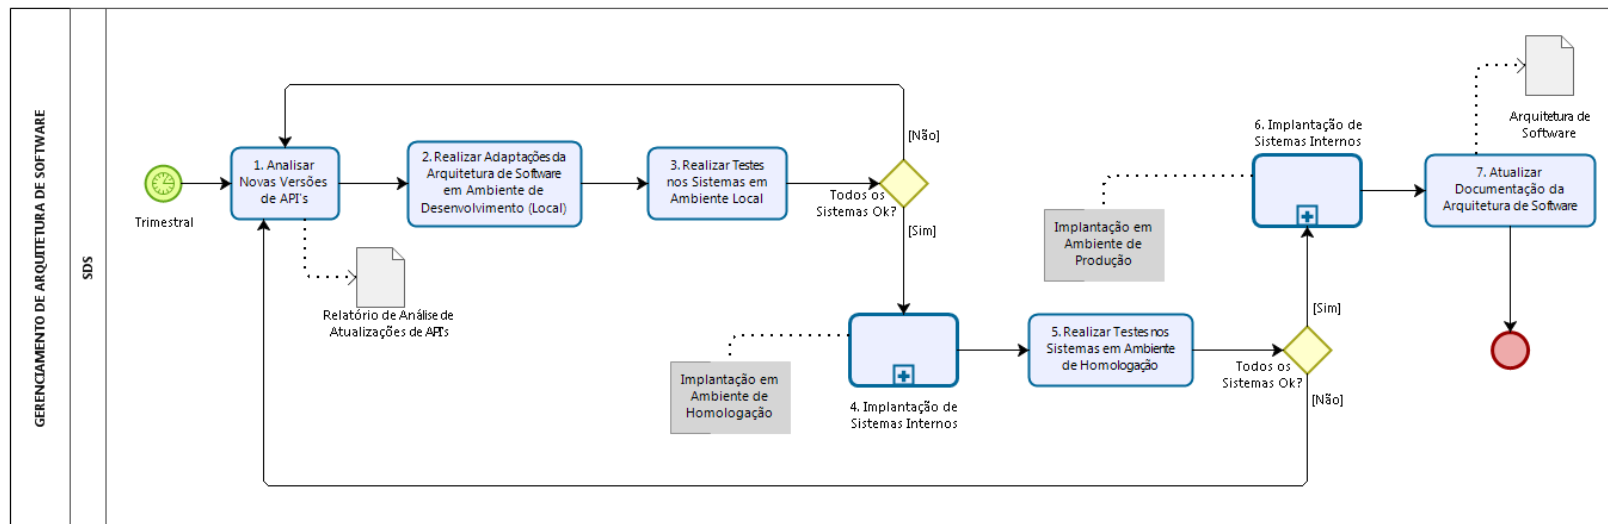 GERENCIAMENTO DE ARQUITETURA DE SOFTWARE
SDS
Trimestral
1. Analisar
Novas Versões
de API's
Relatório de Análise de
Atualizações de API's
2. Realizar Adaptações da
Arquitetura de Software
em Ambiente de
Desenvolvimento (Local)
3. Realizar Testes
nos Sistemas em
Ambiente Local
[Não]
Todos os
Sistemas Ok?
[Sim]
Implantação em
Ambiente de
Homologação
4. Implantação de
Sistemas Internos
5. Realizar Testes nos
Sistemas em Ambiente
de Homologação
Todos os
Sistemas Ok?
[Não]
[Sim]
Implantação em
Ambiente de
Produção
6. Implantação de
Sistemas Internos
7. Atualizar
Documentação da
Arquitetura de Software
Arquitetura de
Software